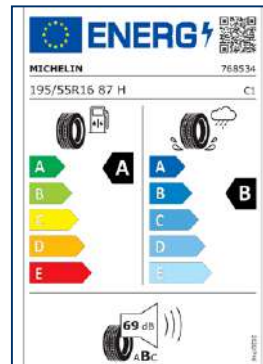 ENERG
MICHELIN 768534
195/55R16 87 H C1
A A A
B B B
C C
D D
E E
69 dB
ABC